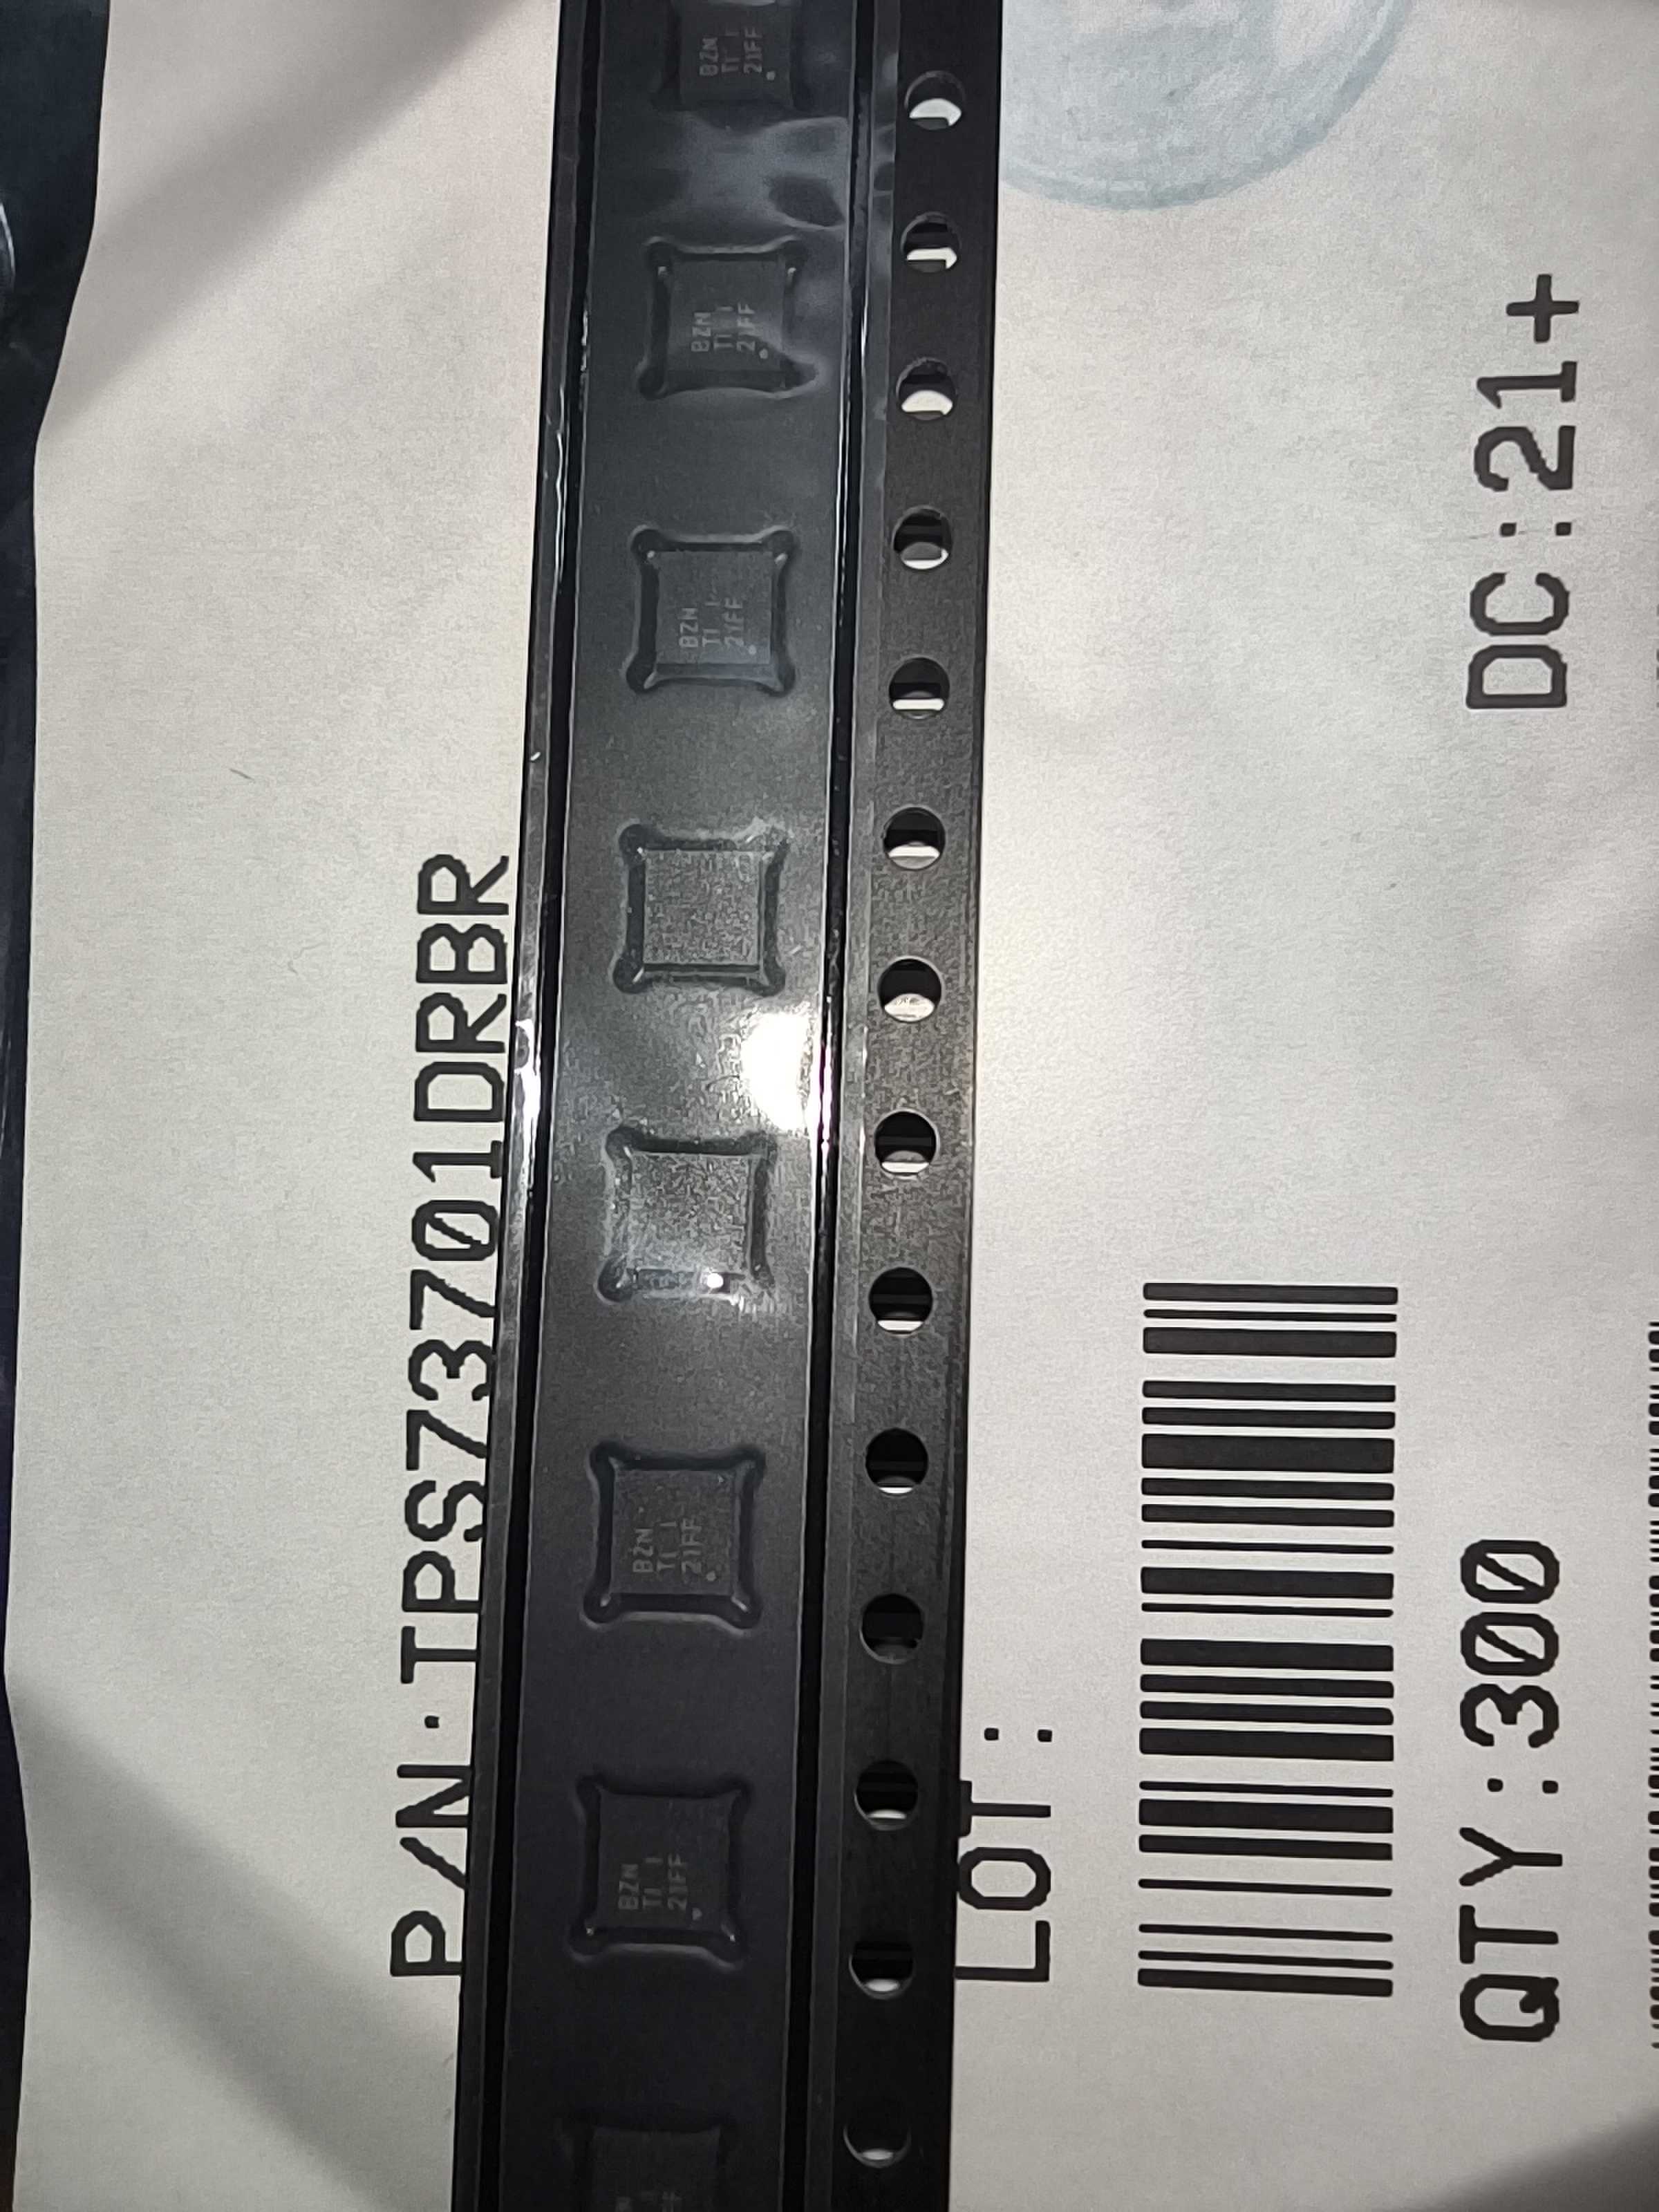 P/N:TPS73701DRBR
BZN
TI I
21FF
BZN
TI I
21FF
BZN
TI I
21FF
BZN
TI I
21FF
BZN
TI I
21FF
LOT:
QTY:300 DC:21+